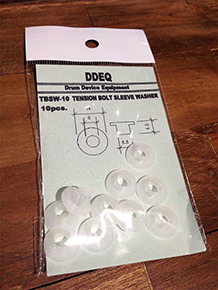 DDEQ
Drum Device Equipment
TBSW-10 TENSION BOLT SLEEVE WASHER
10pcs.